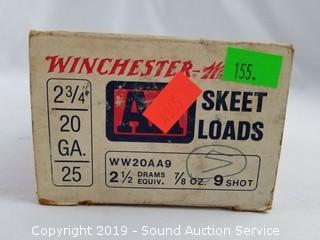 WINCHESTER-W
155.
2 3/4"
20
GA.
25
AA
SKEET
LOADS
WW20AA9
2 1/2 DRAMS EQUIV. 7/8 OZ. 9 SHOT
5
Copyright 2019 - Sound Auction Service